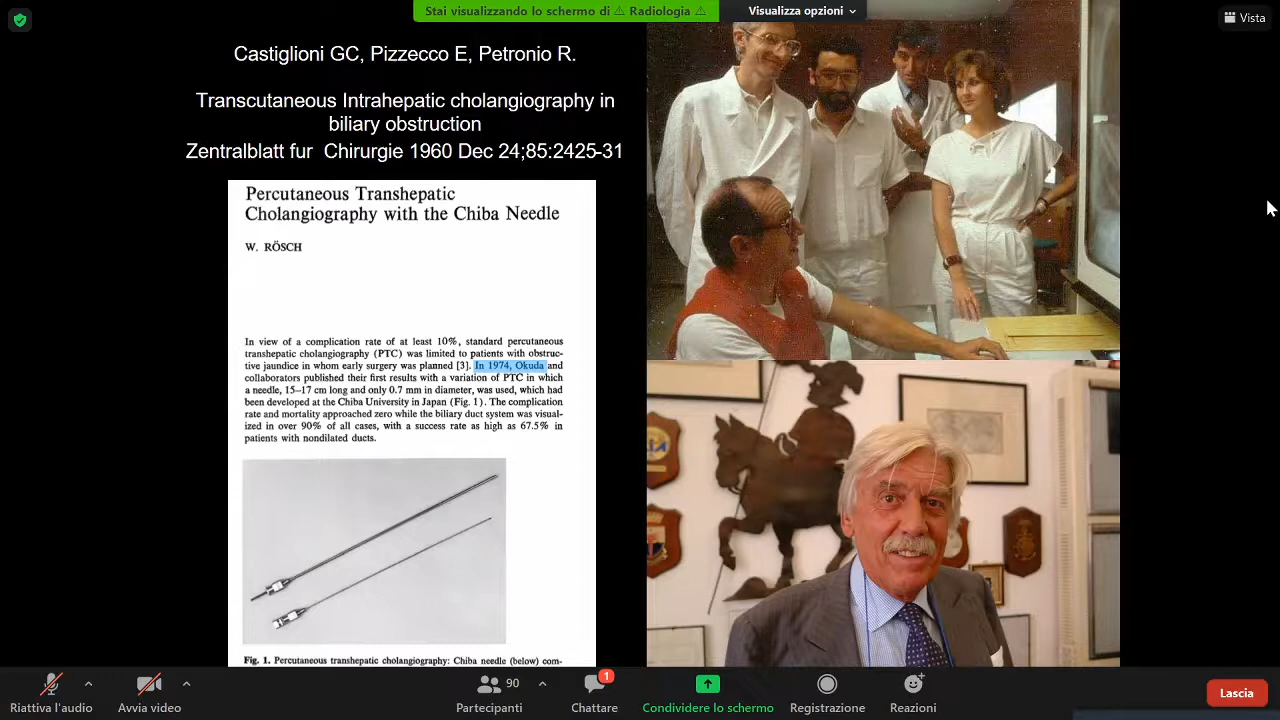 Stai visualizzando lo schermo di ⚠ Radiologia ⚠
Visualizza opzioni
Vista
Castiglioni GC, Pizzecco E, Petronio R.
Transcutaneous Intrahepatic cholangiography in
biliary obstruction
Zentralblatt fur Chirurgie 1960 Dec 24;85:2425-31
Percutaneous Transhepatic
Cholangiography with the Chiba Needle
W. RÖSCH
In view of a complication rate of at least 10%, standard percutaneous
transhepatic cholangiography (PTC) was limited to patients with obstruc-
tive jaundice in whom early surgery was planned [3]. In 1974, Okuda and
collaborators published their first results with a variation of PTC in which
a needle, 15–17 cm long and only 0.7 mm in diameter, was used, which had
been developed at the Chiba University in Japan (Fig. 1). The complication
rate and mortality approached zero while the biliary duct system was visual-
ized in over 90% of all cases, with a success rate as high as 67.5% in
patients with nondilated ducts.
Fig. 1. Percutaneous transhepatic cholangiography: Chiba needle (below) com-
Riattiva l'audio
Avvia video
90
Partecipanti
1
Chattare
Condividere lo schermo
Registrazione
Reazioni
Lascia